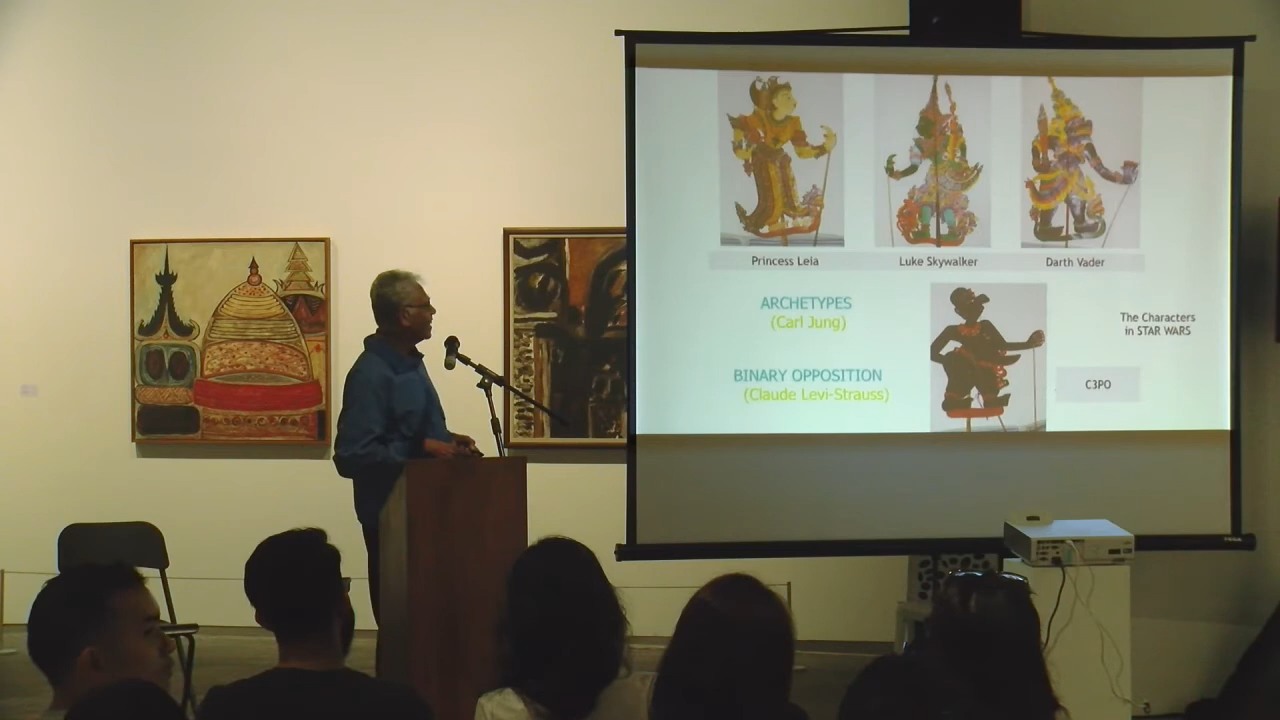 Princess Leia
Luke Skywalker
Darth Vader
ARCHETYPES
(Carl Jung)
The Characters
in STAR WARS
BINARY OPPOSITION
(Claude Levi-Strauss)
C3PO